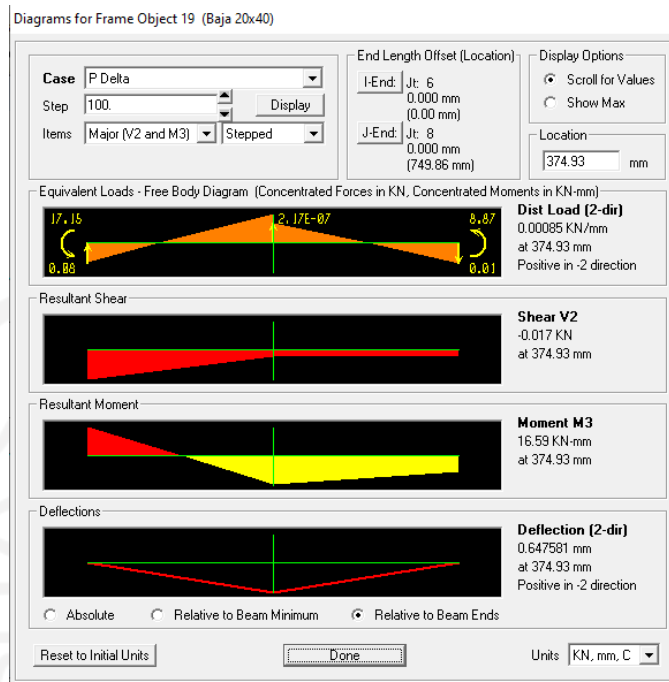 Diagrams for Frame Object 19 (Baja 20x40)
Case P Delta
Step 100. Display
Items Major (V2 and M3) Stepped
End Length Offset (Location)
I-End: Jt: 6
0.000 mm
(0.00 mm)
J-End: Jt: 8
0.000 mm
(749.86 mm)
Display Options
Scroll for Values
Show Max
Location
374.93 mm
Equivalent Loads - Free Body Diagram (Concentrated Forces in KN, Concentrated Moments in KN-mm)
17.15 2.17E-07 8.87
0.08 0.01
Dist Load (2-dir)
0.00085 KN/mm
at 374.93 mm
Positive in -2 direction
Resultant Shear
Shear V2
-0.017 KN
at 374.93 mm
Resultant Moment
Moment M3
16.59 KN-mm
at 374.93 mm
Deflections
Deflection (2-dir)
0.647581 mm
at 374.93 mm
Positive in -2 direction
Absolute Relative to Beam Minimum Relative to Beam Ends
Reset to Initial Units Done Units KN, mm, C